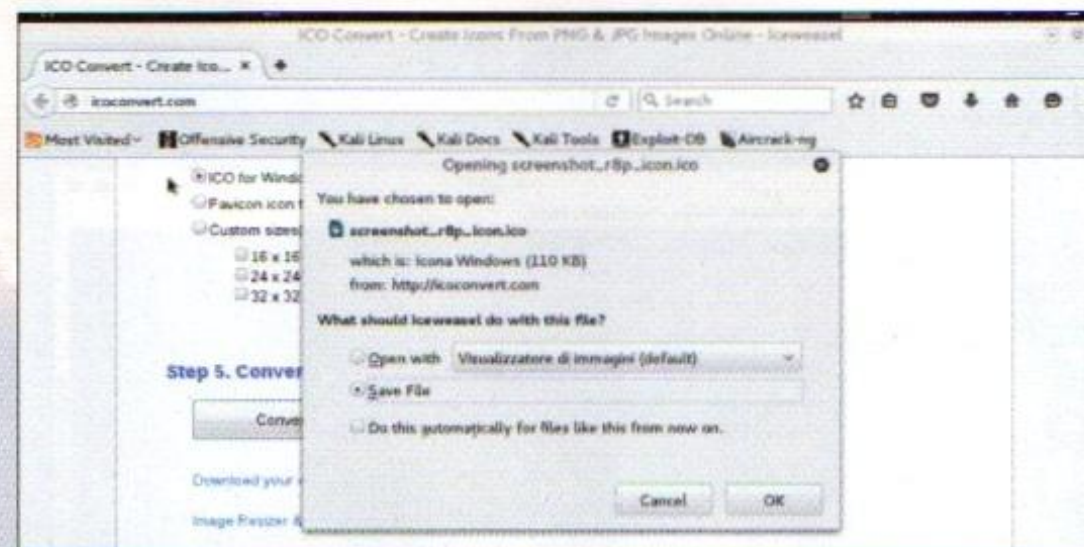 ICO Convert - Create Icons From PNG & JPG Images Online - Iceweasel
ICO Convert - Create Ico...
icoconvert.com
Search
Most Visited
Offensive Security
Kali Linux
Kali Docs
Kali Tools
Exploit-DB
Aircrack-ng
Opening screenshot_r8p_icon.ico
You have chosen to open:
screenshot_r8p_icon.ico
which is: Icona Windows (110 KB)
from: http://icoconvert.com
What should Iceweasel do with this file?
Open with Visualizzatore di immagini (default)
Save File
Do this automatically for files like this from now on.
Cancel OK
ICO for Windo
Favicon icon
Custom sizes
16 x 16
24 x 24
32 x 32
Step 5. Conver
Conve
Download your
Image Resizer &